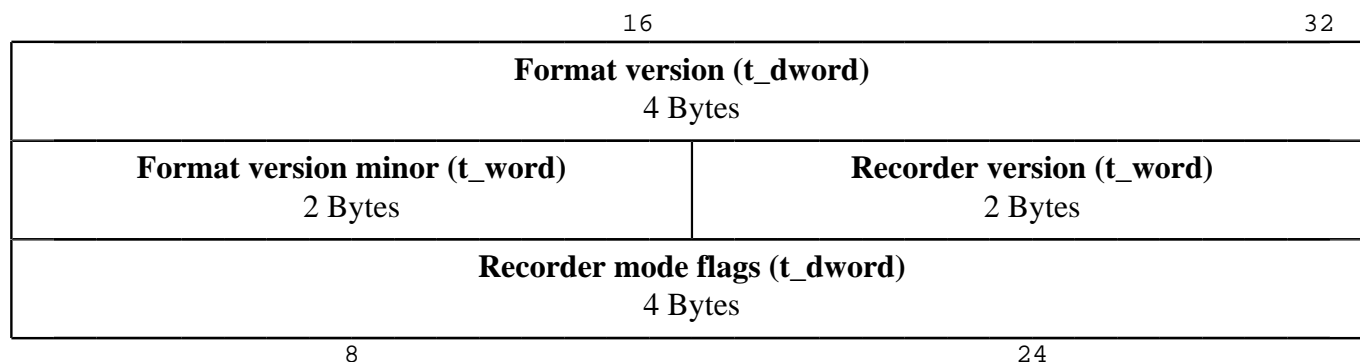 16 32
Format version (t_dword)
4 Bytes
Format version minor (t_word) Recorder version (t_word)
2 Bytes 2 Bytes
Recorder mode flags (t_dword)
4 Bytes
8 24